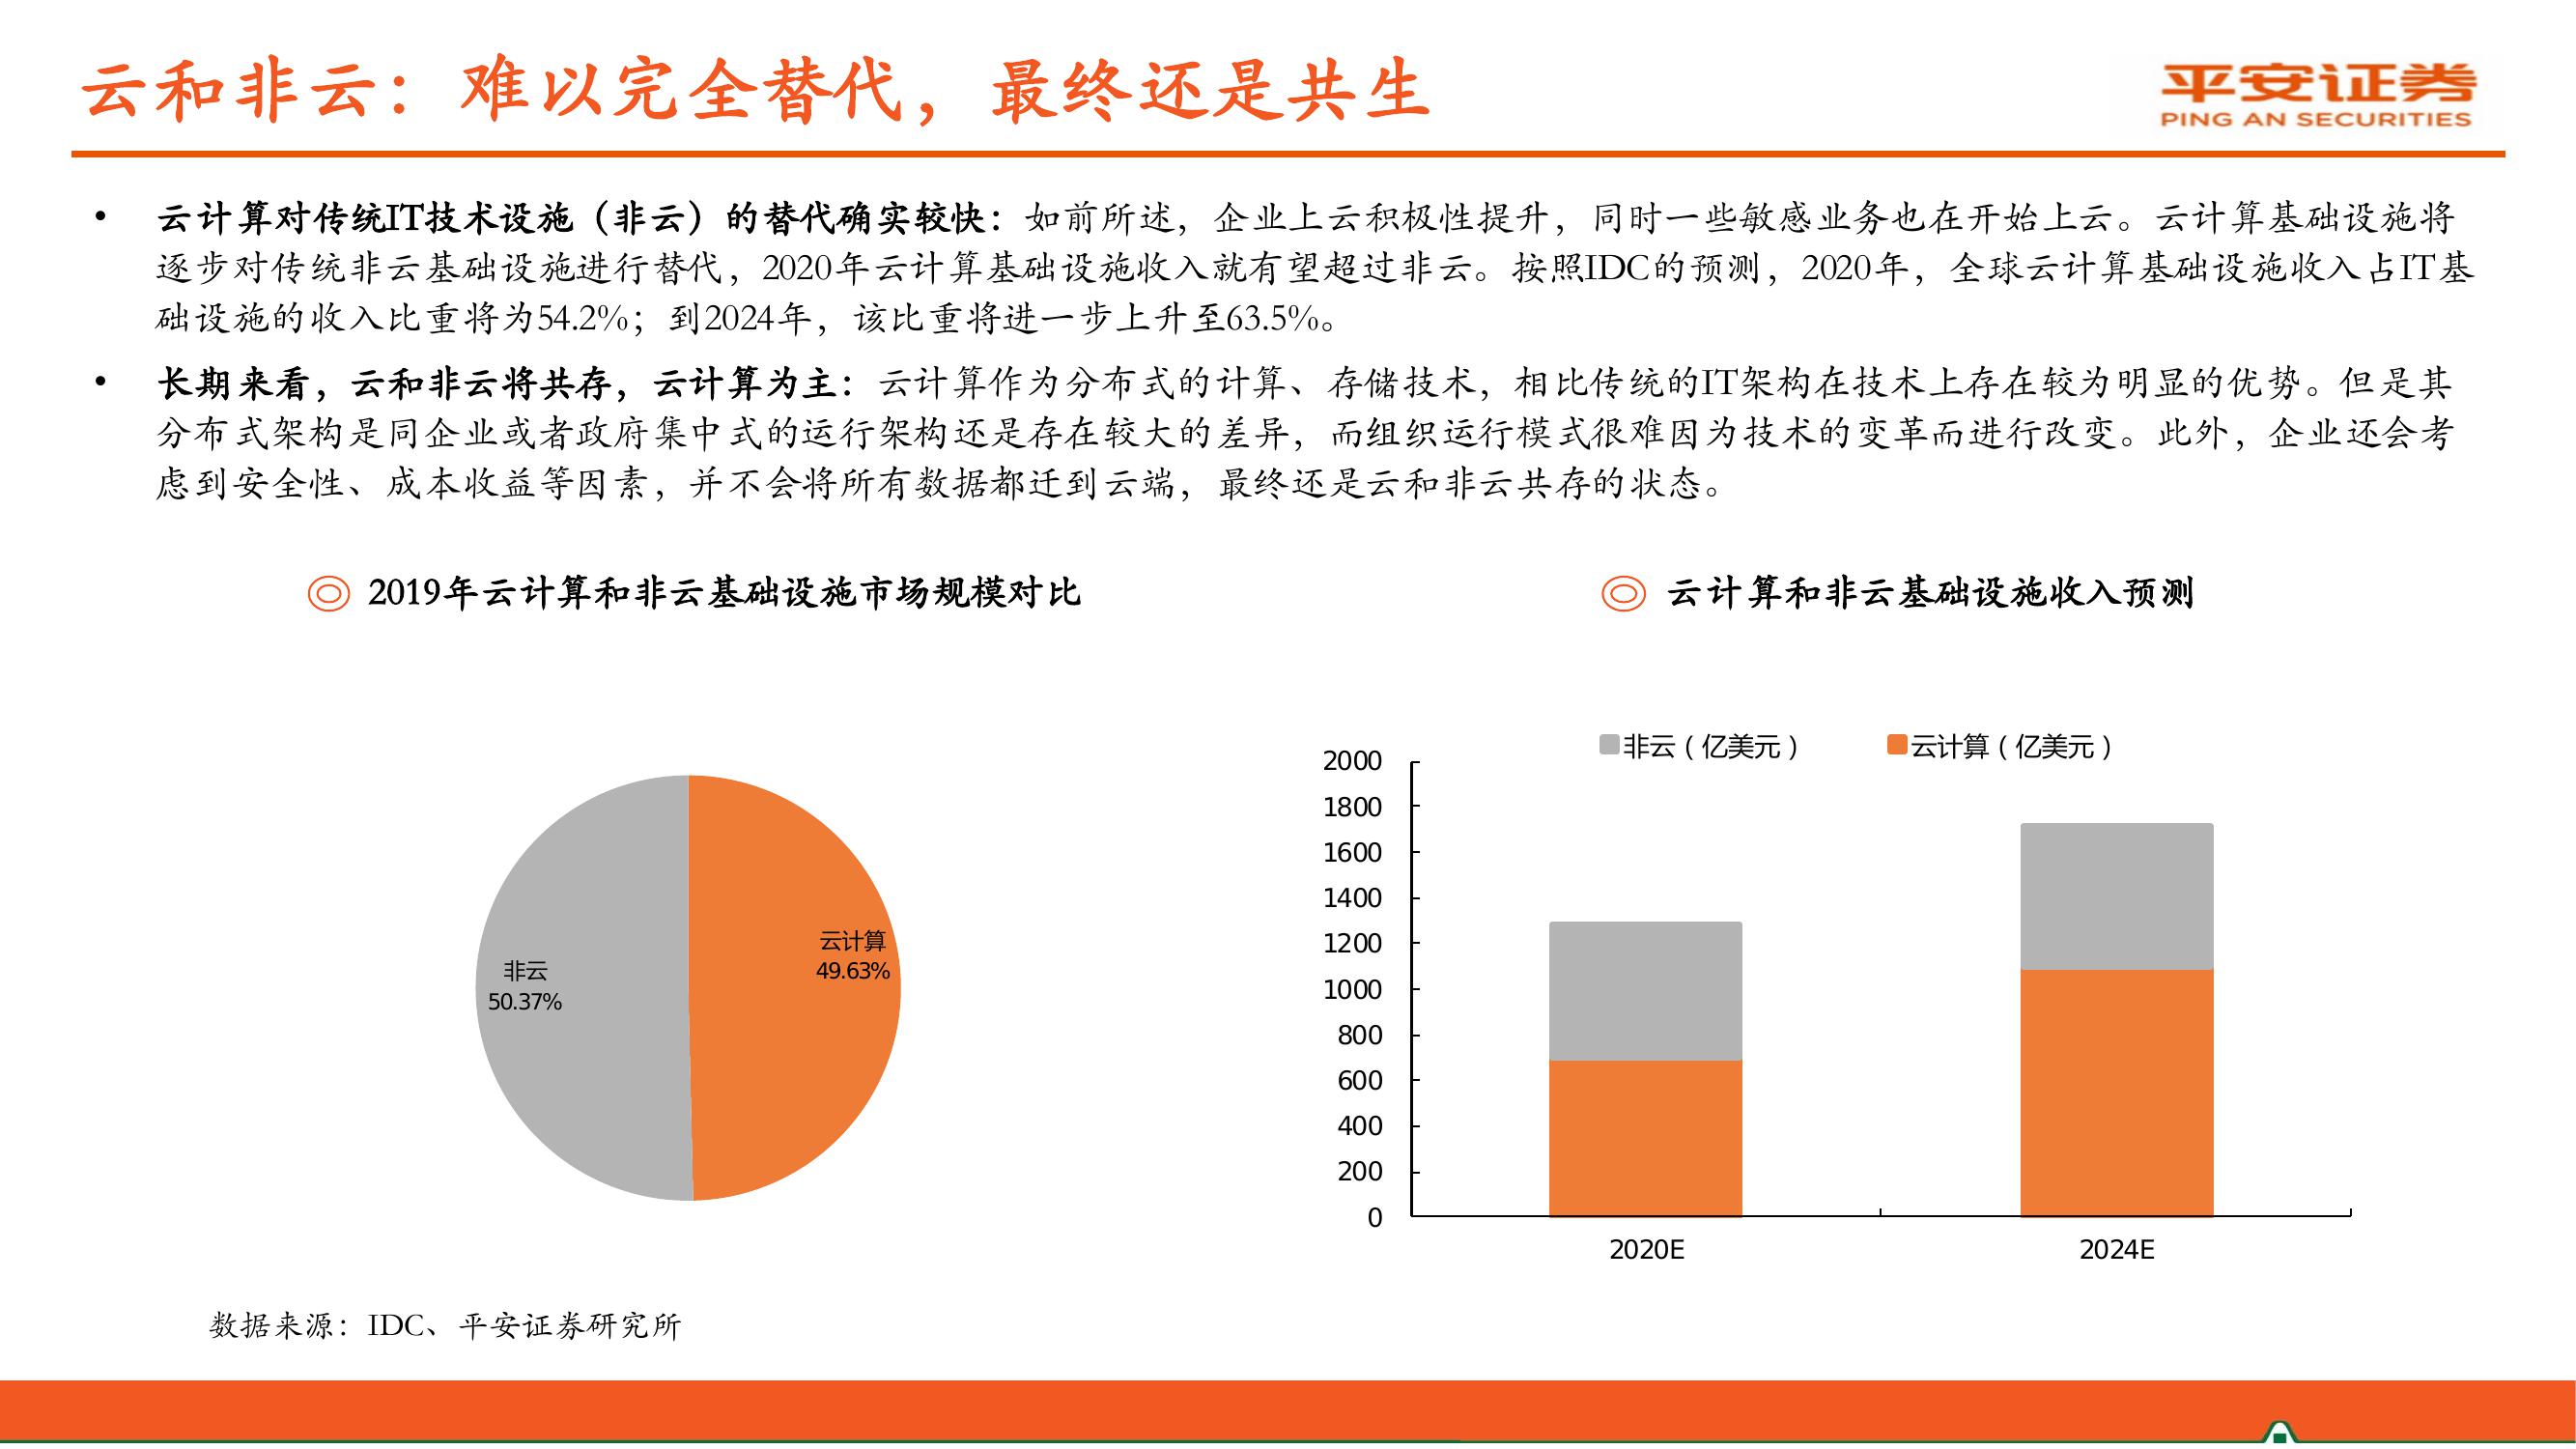 云和非云：难以完全替代，最终还是共生
平安证券
PING AN SECURITIES
• 云计算对传统IT技术设施（非云）的替代确实较快：如前所述，企业上云积极性提升，同时一些敏感业务也在开始上云。云计算基础设施将
逐步对传统非云基础设施进行替代，2020年云计算基础设施收入就有望超过非云。按照IDC的预测，2020年，全球云计算基础设施收入占IT基
础设施的收入比重将为54.2%；到2024年，该比重将进一步上升至63.5%。
• 长期来看，云和非云将共存，云计算为主：云计算作为分布式的计算、存储技术，相比传统的IT架构在技术上存在较为明显的优势。但是其
分布式架构是同企业或者政府集中式的运行架构还是存在较大的差异，而组织运行模式很难因为技术的变革而进行改变。此外，企业还会考
虑到安全性、成本收益等因素，并不会将所有数据都迁到云端，最终还是云和非云共存的状态。
2019年云计算和非云基础设施市场规模对比
云计算
49.63%
非云
50.37%
云计算和非云基础设施收入预测
非云（亿美元） 云计算（亿美元）
2000
1800
1600
1400
1200
1000
800
600
400
200
0
2020E 2024E
数据来源：IDC、平安证券研究所